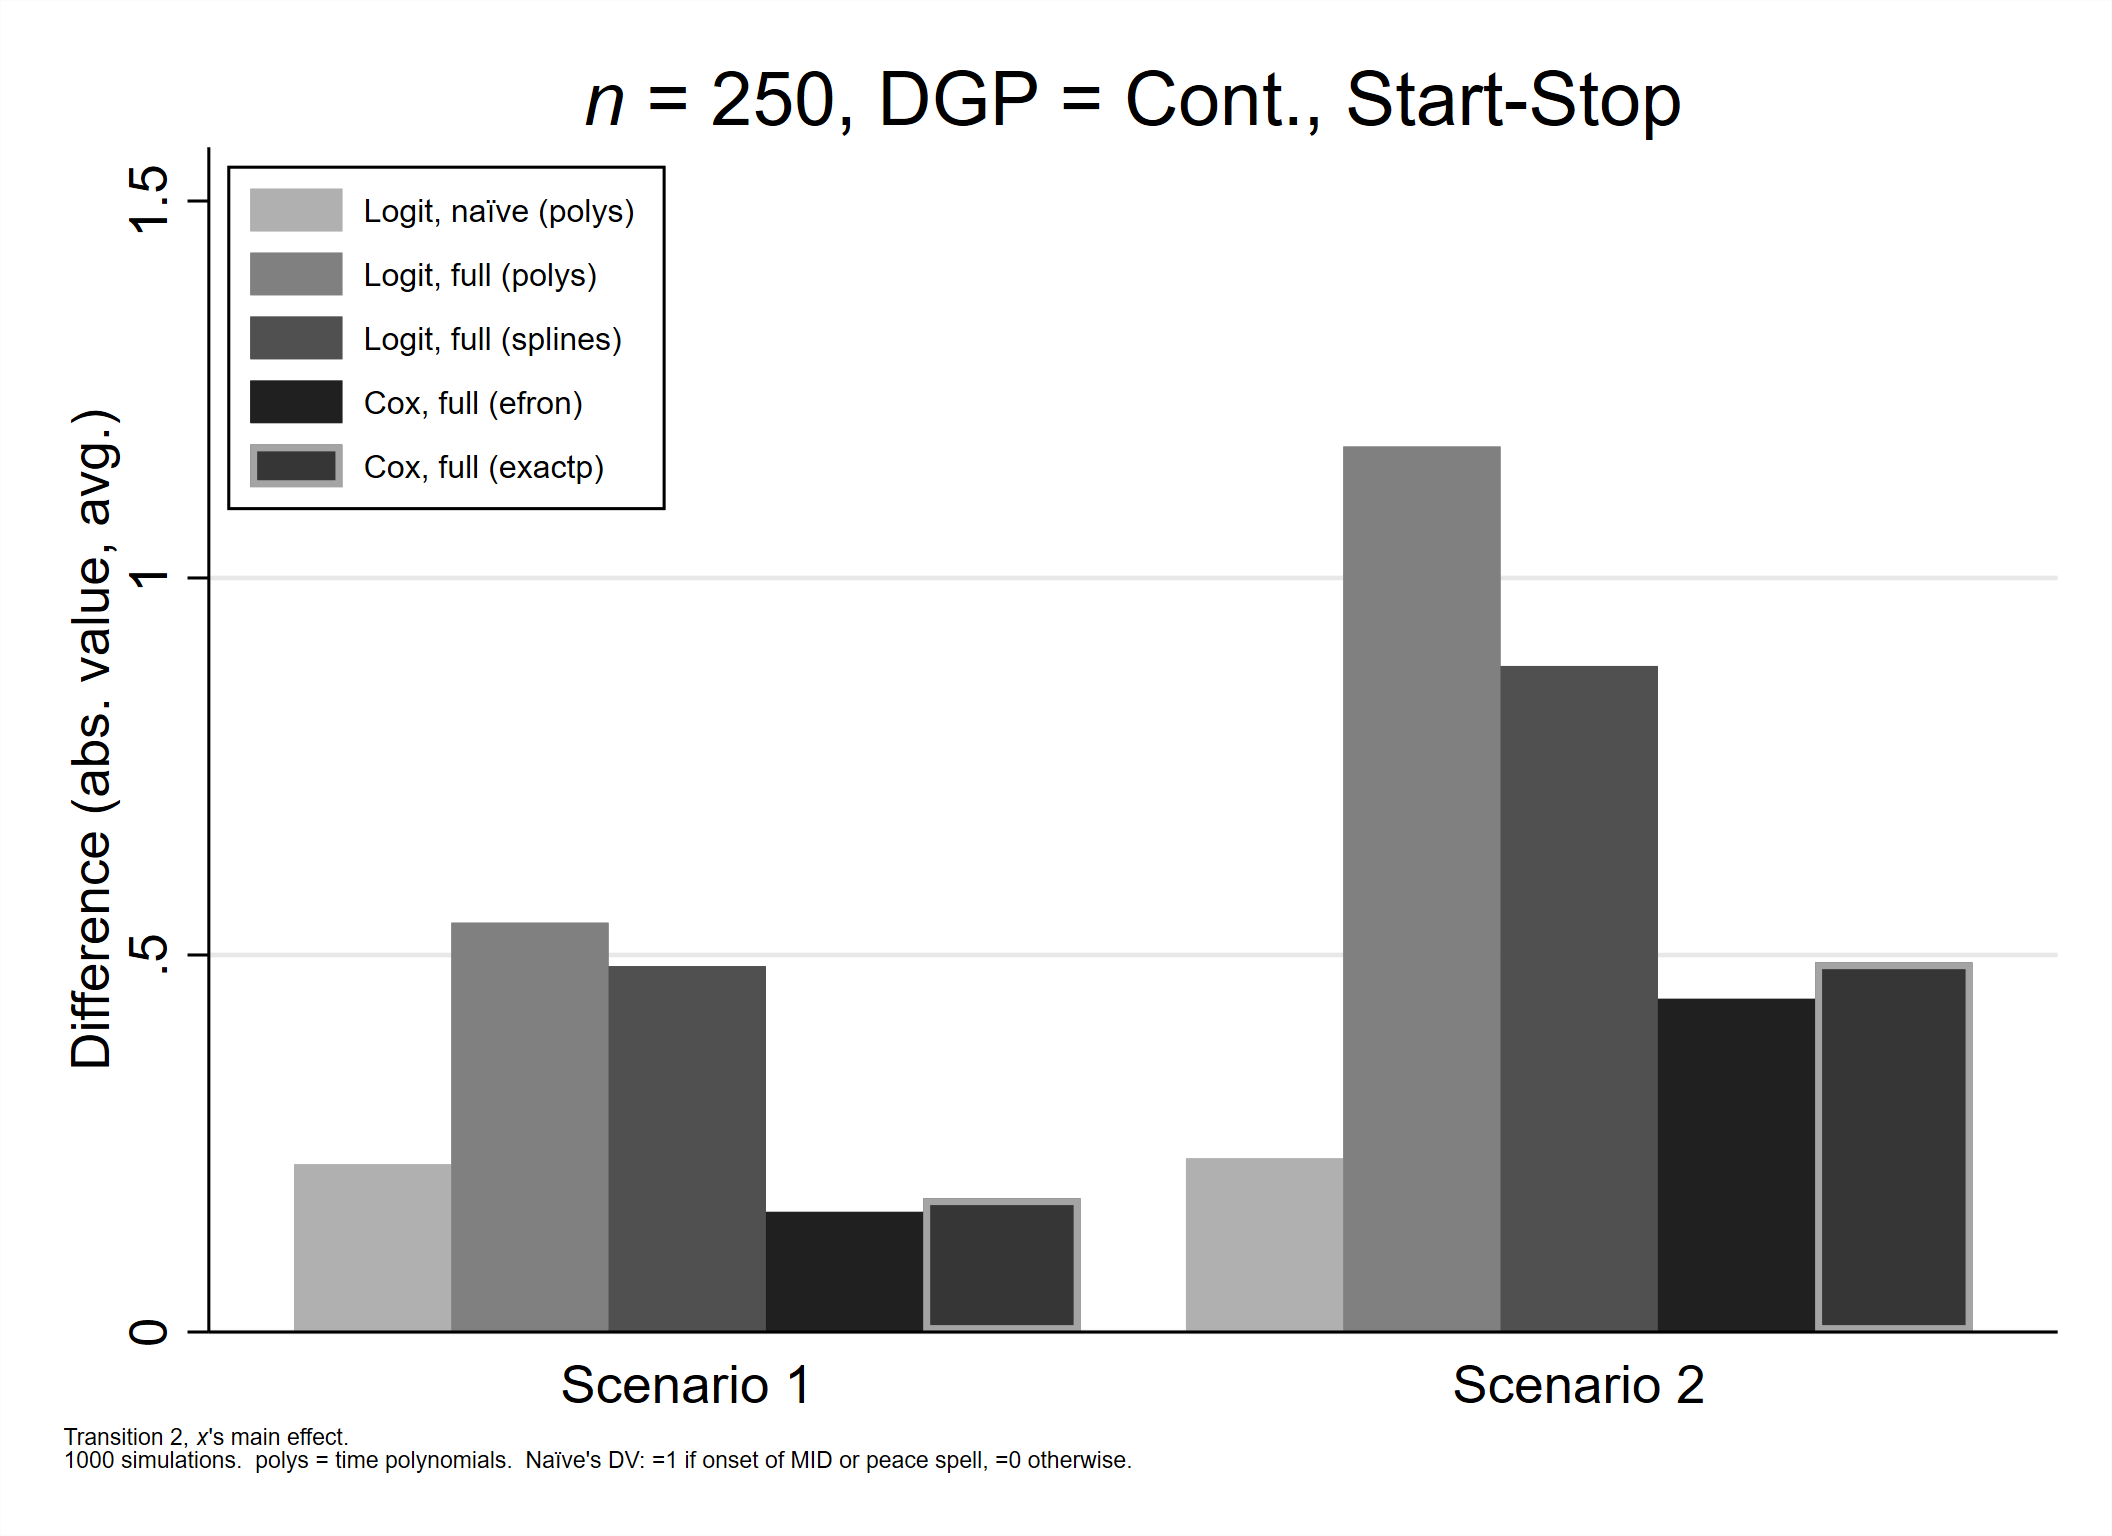 n = 250, DGP = Cont., Start-Stop
Difference (abs. value, avg.)
1.5
1
.5
0
Logit, naïve (polys)
Logit, full (polys)
Logit, full (splines)
Cox, full (efron)
Cox, full (exactp)
Scenario 1
Scenario 2
Transition 2, x's main effect.
1000 simulations.  polys = time polynomials.  Naïve's DV: =1 if onset of MID or peace spell, =0 otherwise.